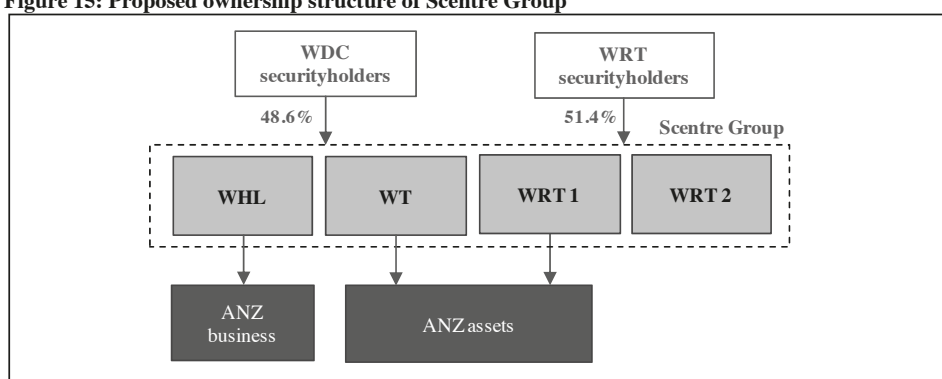 Figure 15: Proposed ownership structure of Scentre Group
WDC
securityholders
WRT
securityholders
48.6%
51.4%
Scentre Group
WHL
WT
WRT 1
WRT 2
ANZ
business
ANZ assets